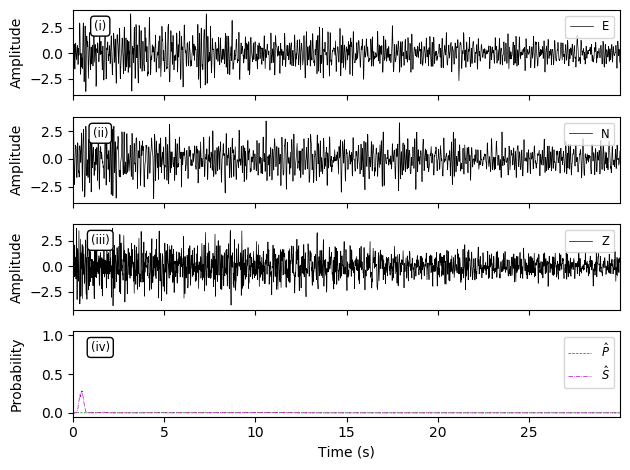 Amplitude
2.5
0.0
−2.5
(i)
E
Amplitude
2.5
0.0
−2.5
(ii)
N
Amplitude
2.5
0.0
−2.5
(iii)
Z
Probability
1.0
0.5
0.0
(iv)
P̂
Ŝ
0 5 10 15 20 25
Time (s)